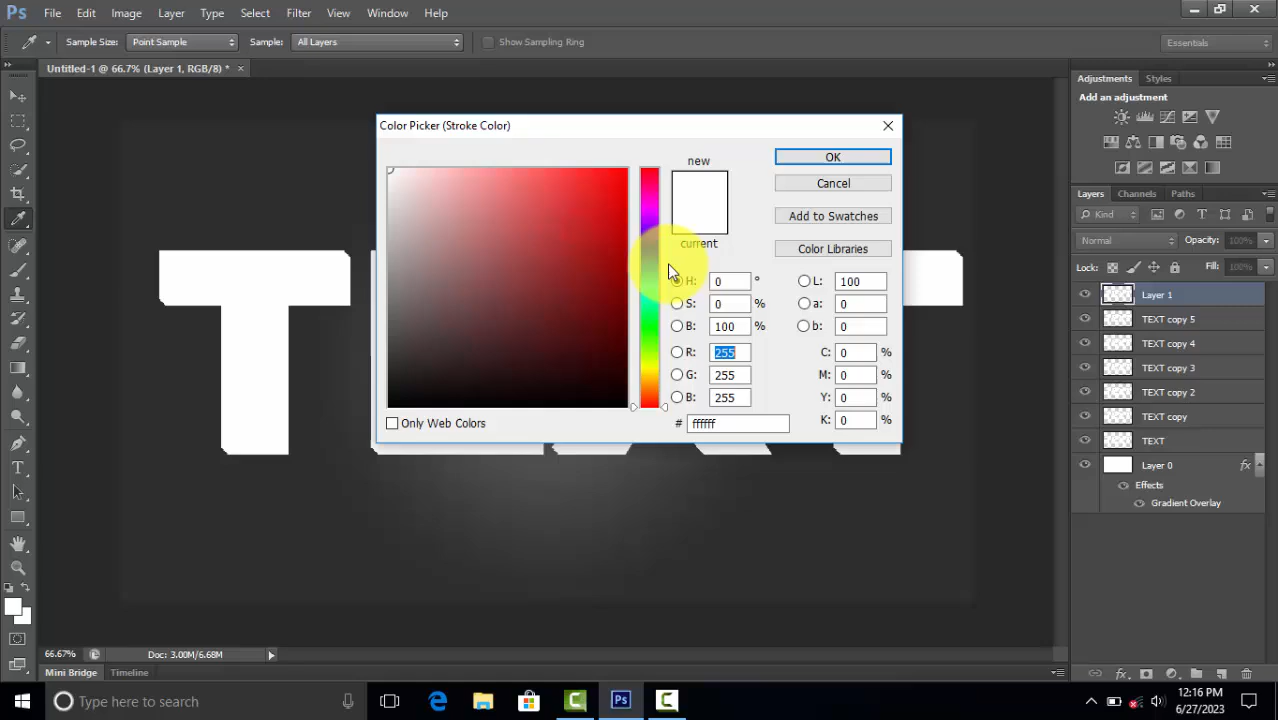 Ps File Edit Image Layer Type Select Filter View Window Help
Sample Size: Point Sample Sample: All Layers Show Sampling Ring Essentials
Untitled-1 @ 66.7% (Layer 1, RGB/8) * ×
Adjustments Styles
Add an adjustment
Layers Channels Paths
Kind
Normal Opacity: 100%
Lock: Fill: 100%
Layer 1
TEXT copy 5
TEXT copy 4
TEXT copy 3
TEXT copy 2
TEXT copy
TEXT
Layer 0 fx
Effects
Gradient Overlay
Color Picker (Stroke Color)
new
current
OK
Cancel
Add to Swatches
Color Libraries
H: 0 °
S: 0 %
B: 100 %
R: 255
G: 255
B: 255
L: 100
a: 0
b: 0
C: 0 %
M: 0 %
Y: 0 %
K: 0 %
# ffffff
Only Web Colors
T
66.67% Doc: 3.00M/6.68M
Mini Bridge Timeline
Type here to search
12:16 PM
6/27/2023